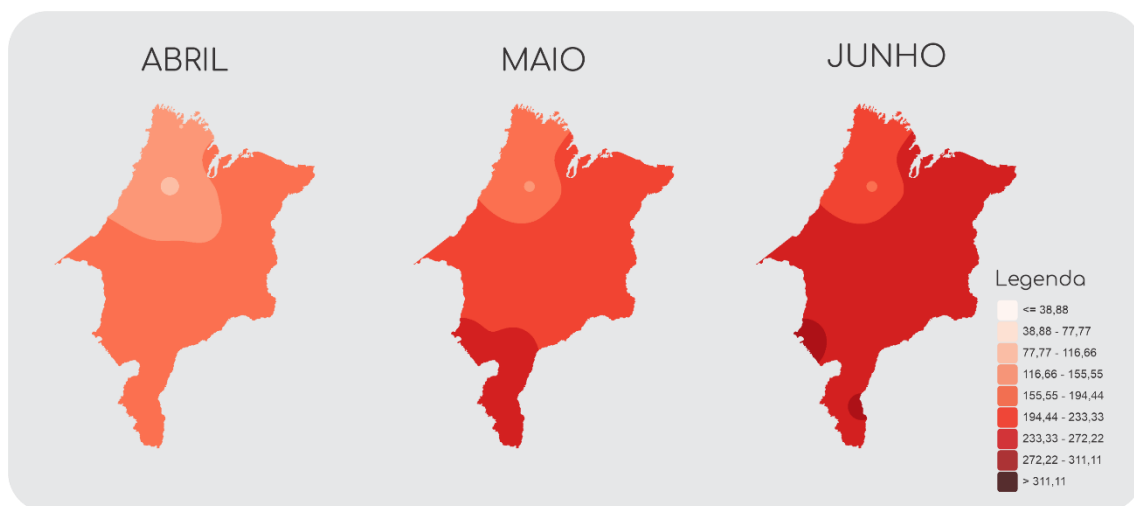 ABRIL
MAIO
JUNHO
Legenda
<= 38,88
38,88 - 77,77
77,77 - 116,66
116,66 - 155,55
155,55 - 194,44
194,44 - 233,33
233,33 - 272,22
272,22 - 311,11
> 311,11